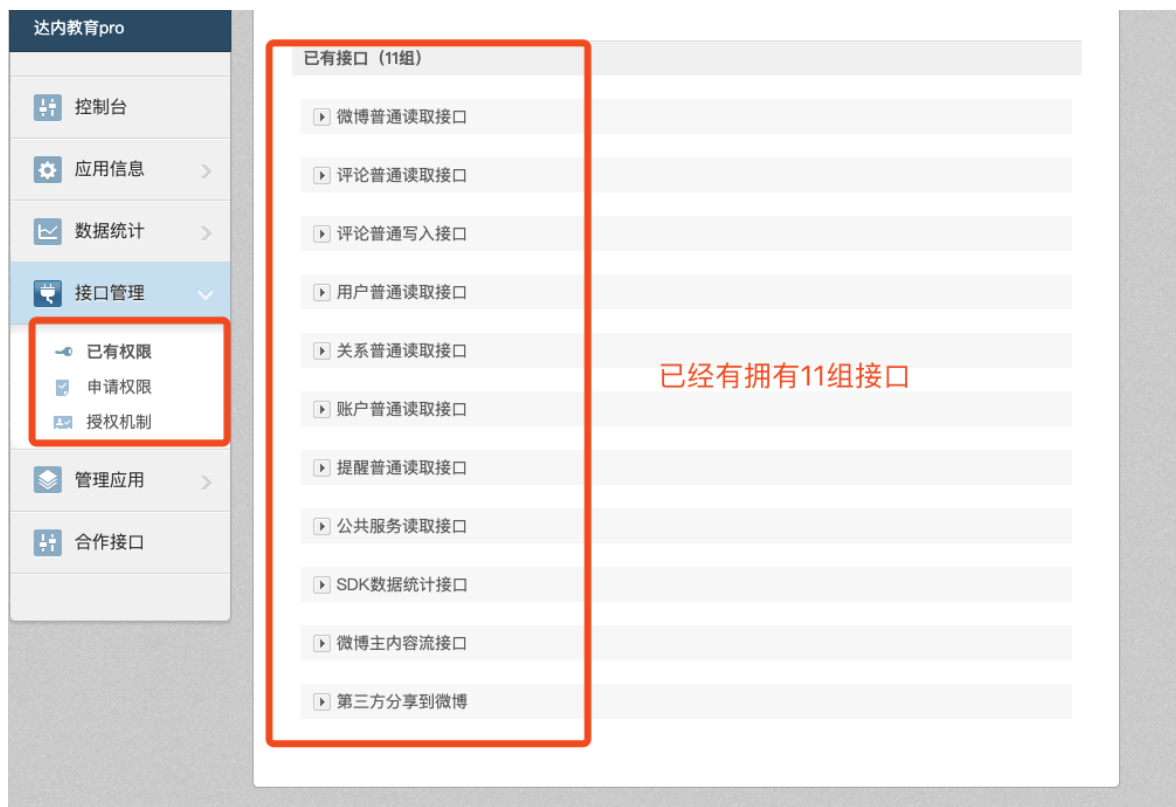 达内教育pro
控制台
应用信息
数据统计
接口管理
已有权限
申请权限
授权机制
管理应用
合作接口
已有接口（11组）
微博普通读取接口
评论普通读取接口
评论普通写入接口
用户普通读取接口
关系普通读取接口
账户普通读取接口
提醒普通读取接口
公共服务读取接口
SDK数据统计接口
微博主内容流接口
第三方分享到微博
已经有拥有11组接口